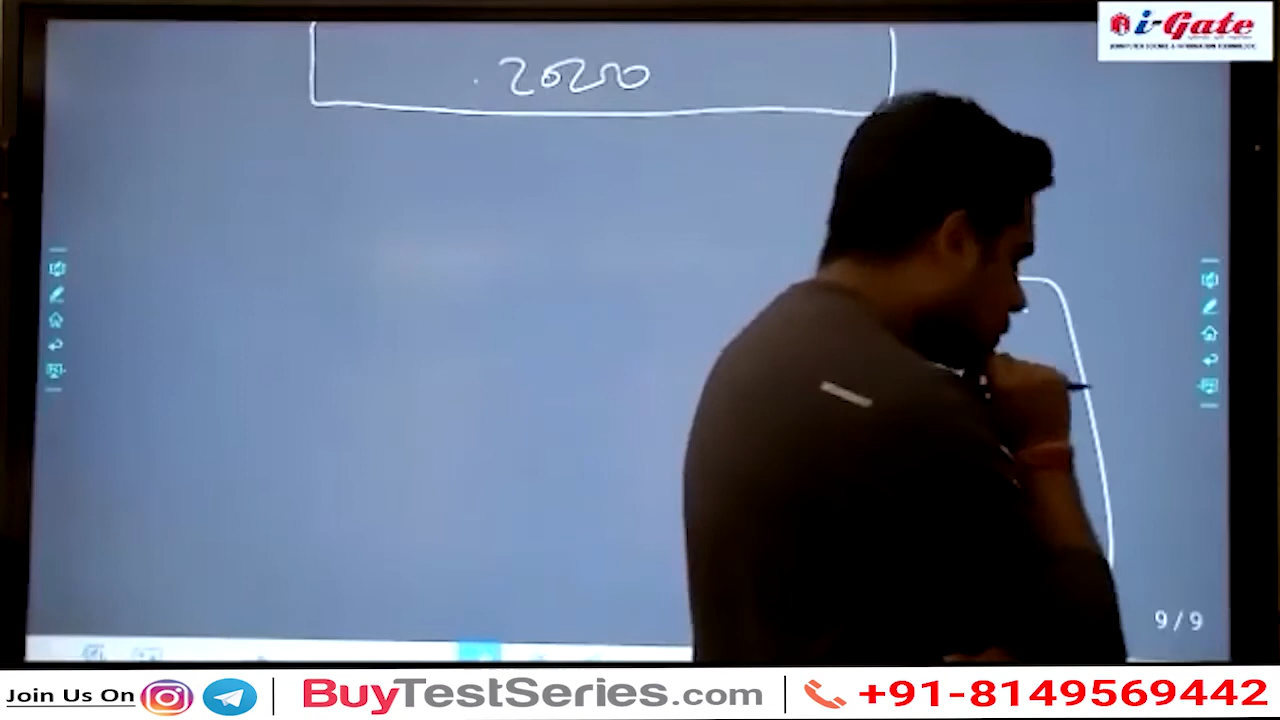 i-Gate
2020
9/9
Join Us On
BuyTestSeries.com
+91-8149569442